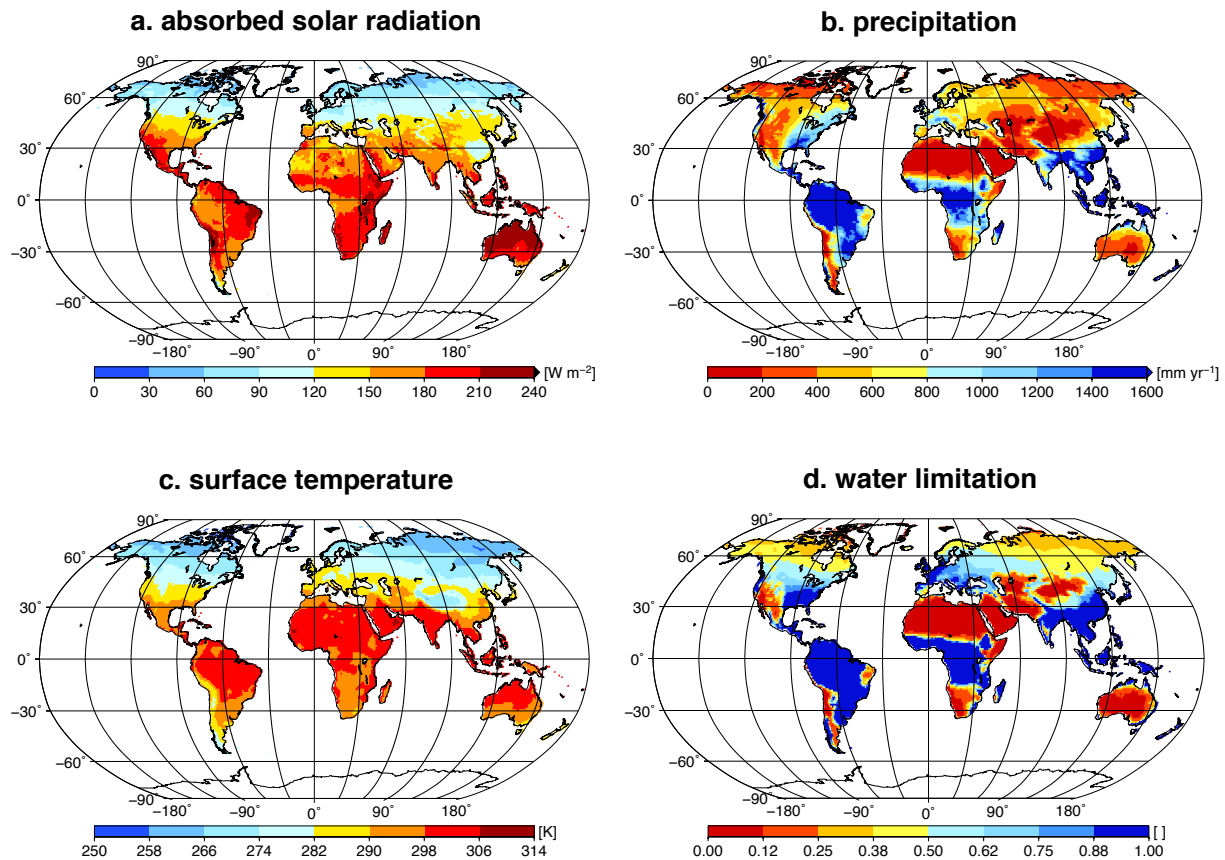 a. absorbed solar radiation
90°
60°
30°
0°
−30°
−60°
−90°
−180° −90° 0° 90° 180°
[W m−2]
0 30 60 90 120 150 180 210 240
b. precipitation
90°
60°
30°
0°
−30°
−60°
−90°
−180° −90° 0° 90° 180°
[mm yr−1]
0 200 400 600 800 1200 1400 1600
c. surface temperature
90°
60°
30°
0°
−30°
−60°
−90°
−180° −90° 0° 90° 180°
[K]
250 258 266 274 282 290 298 306 314
d. water limitation
90°
60°
30°
0°
−30°
−60°
−90°
−180° −90° 0° 90° 180°
[ ]
0.00 0.12 0.25 0.38 0.50 0.62 0.75 0.88 1.00